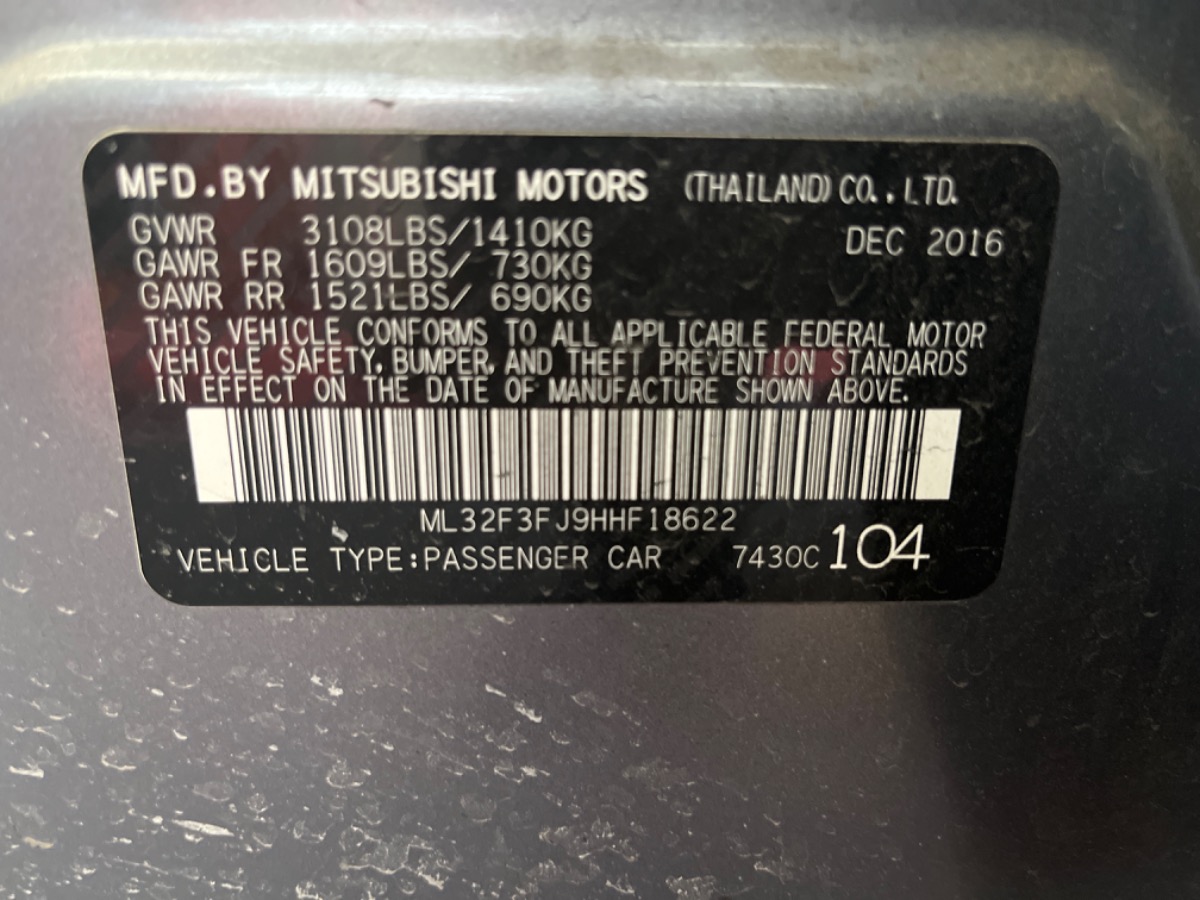 MFD.BY MITSUBISHI MOTORS (THAILAND) CO., LTD.
GVWR 3108LBS/1410KG DEC 2016
GAWR FR 1609LBS/ 730KG
GAWR RR 1521LBS/ 690KG
THIS VEHICLE CONFORMS TO ALL APPLICABLE FEDERAL MOTOR
VEHICLE SAFETY, BUMPER, AND THEFT PREVENTION STANDARDS
IN EFFECT ON THE DATE OF MANUFACTURE SHOWN ABOVE.
ML32F3FJ9HHF18622
VEHICLE TYPE:PASSENGER CAR 7430C 104